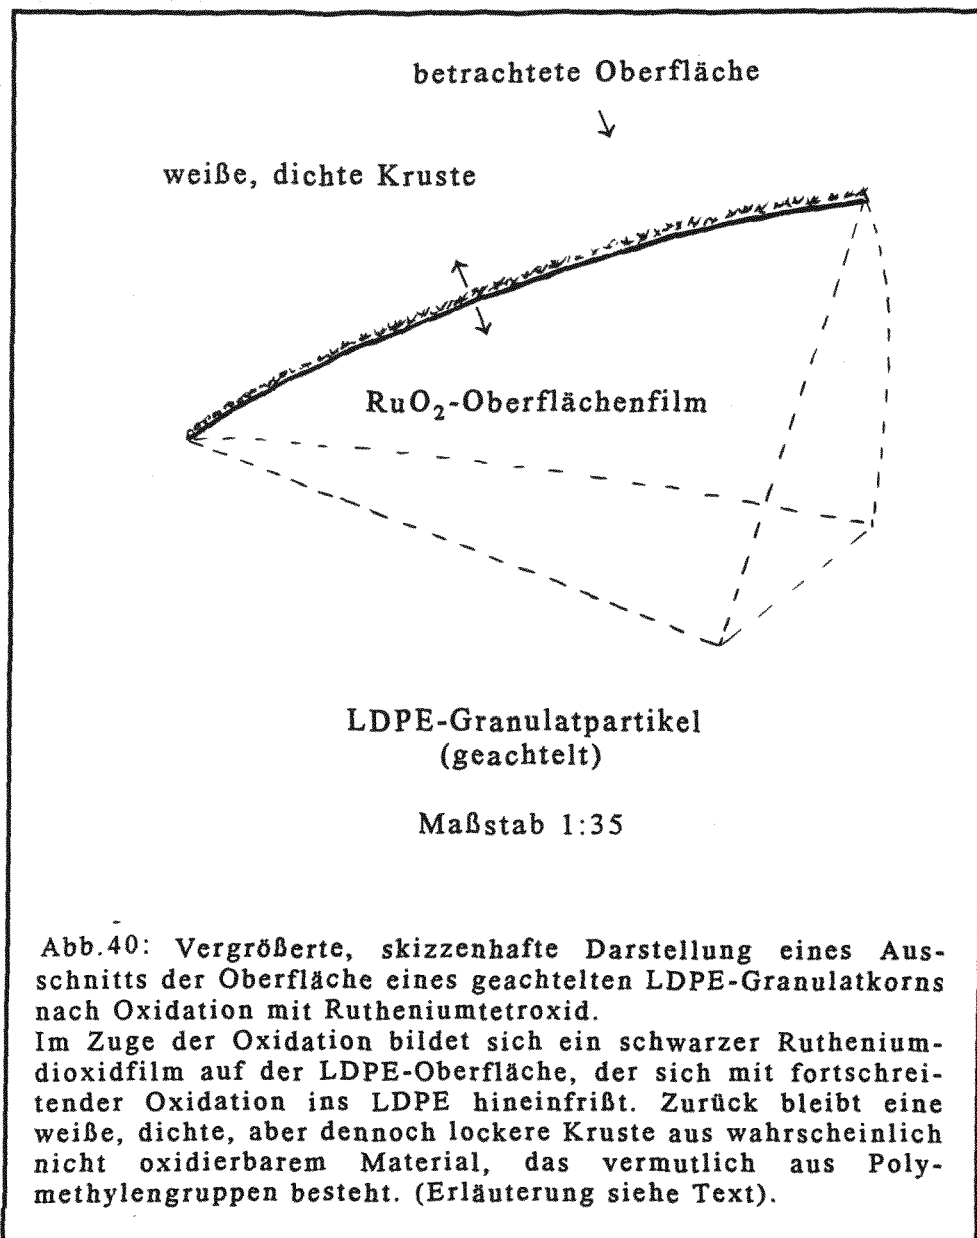 betrachtete Oberfläche
weiße, dichte Kruste
RuO₂-Oberflächenfilm
LDPE-Granulatpartikel
(geachtelt)
Maßstab 1:35
Abb.40: Vergrößerte, skizzenhafte Darstellung eines Aus-
schnitts der Oberfläche eines geachtelten LDPE-Granulatkorns
nach Oxidation mit Rutheniumtetroxid.
Im Zuge der Oxidation bildet sich ein schwarzer Ruthenium-
dioxidfilm auf der LDPE-Oberfläche, der sich mit fortschrei-
tender Oxidation ins LDPE hineinfrißt. Zurück bleibt eine
weiße, dichte, aber dennoch lockere Kruste aus wahrscheinlich
nicht oxidierbarem Material, das vermutlich aus Poly-
methylengruppen besteht. (Erläuterung siehe Text).